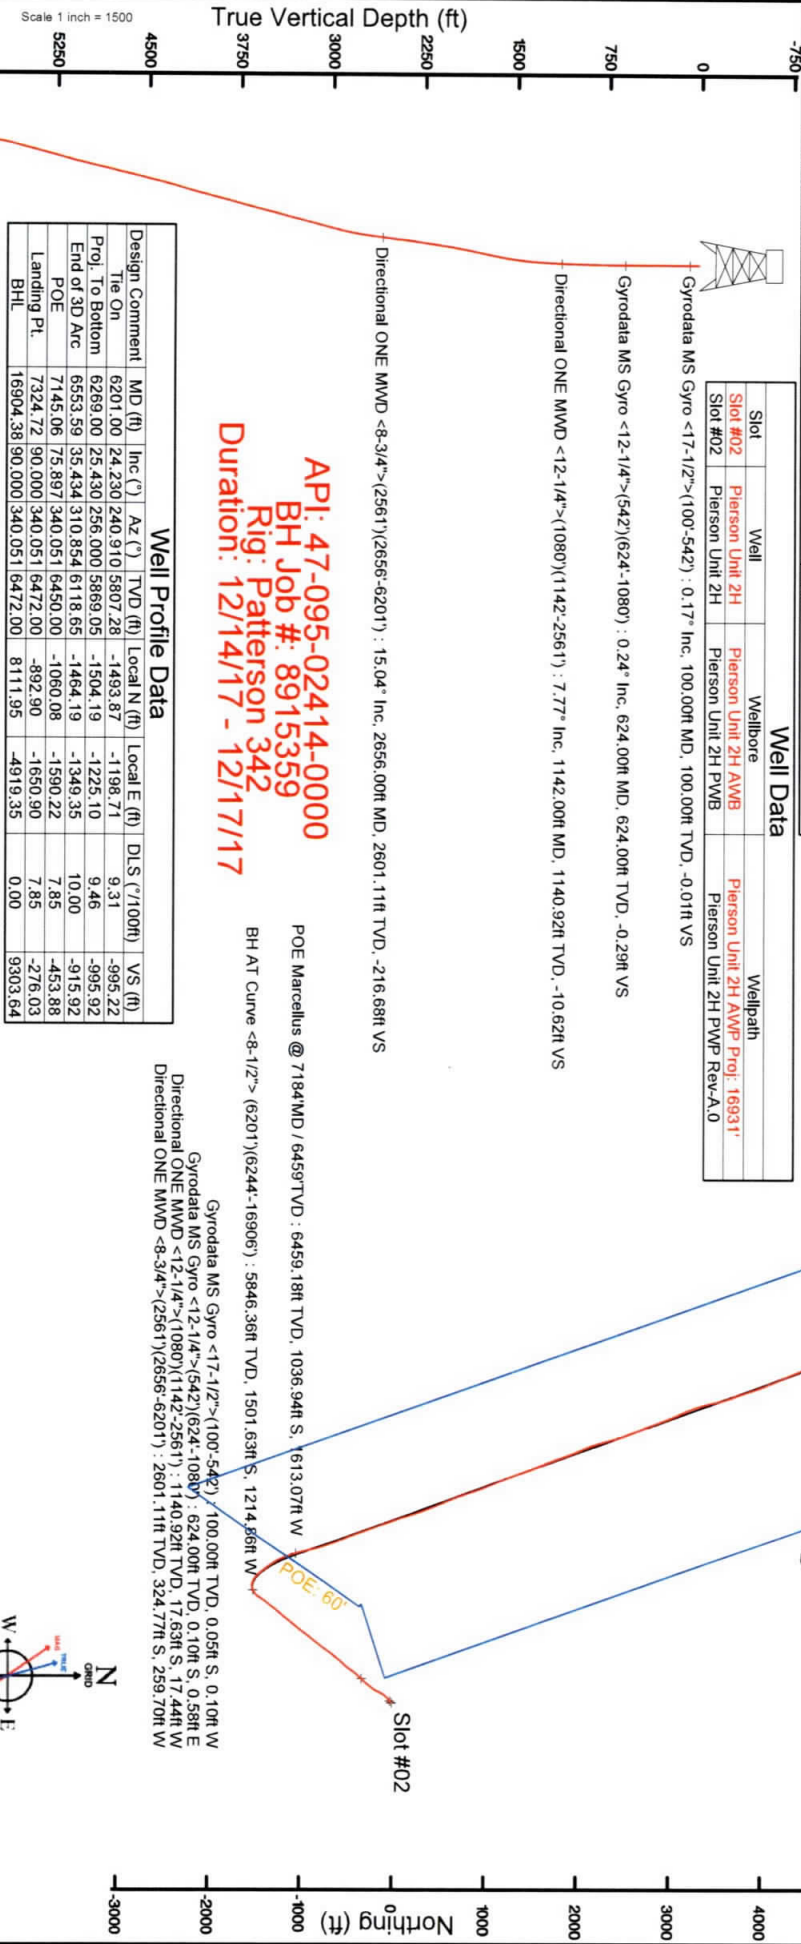 Well Data
Slot Well Wellbore Wellpath
Slot #02 Pierson Unit 2H Pierson Unit 2H AWB Pierson Unit 2H AWP Proj: 16931'
Slot #02 Pierson Unit 2H Pierson Unit 2H PWB Pierson Unit 2H PWP Rev-A.0
Gyrodata MS Gyro <17-1/2">(100'-542') : 0.17° Inc, 100.00ft MD, 100.00ft TVD, -0.01ft VS
Gyrodata MS Gyro <12-1/4">(542')(624'-1080') : 0.24° Inc, 624.00ft MD, 624.00ft TVD, -0.29ft VS
Directional ONE MWD <12-1/4">(1080')(1142'-2561') : 7.77° Inc, 1142.00ft MD, 1140.92ft TVD, -10.62ft VS
Directional ONE MWD <8-3/4">(2561')(2656'-6201') : 15.04° Inc, 2656.00ft MD, 2601.11ft TVD, -216.68ft VS
API: 47-095-02414-0000
BH Job #: 8915359
Rig: Patterson 342
Duration: 12/14/17 - 12/17/17
Well Profile Data
Design Comment MD (ft) Inc (°) Az (°) TVD (ft) Local N (ft) Local E (ft) DLS (°/100ft) VS (ft)
Tie On 6201.00 24.230 240.910 5807.28 -1493.87 -1198.71 9.31 -995.22
Proj. To Bottom 6269.00 25.430 256.000 5869.05 -1504.19 -1225.10 9.46 -995.92
End of 3D Arc 6553.59 35.434 310.854 6118.65 -1464.19 -1349.35 10.00 -915.92
POE 7145.06 75.897 340.051 6450.00 -1060.08 -1590.22 7.85 -453.88
Landing Pt. 7324.72 90.000 340.051 6472.00 -892.90 -1650.90 7.85 -276.03
BHL 16904.38 90.000 340.051 6472.00 8111.95 -4919.35 0.00 9303.64
True Vertical Depth (ft)
-750
0
750
1500
2250
3000
3750
4500
5250
Scale 1 inch = 1500
POE Marcellus @ 7184'MD / 6459'TVD : 6459.18ft TVD, 1036.94ft S, 1613.07ft W
BH AT Curve <8-1/2"> (6201')(6244'-16906') : 5846.36ft TVD, 1501.63ft S, 1214.86ft W
Gyrodata MS Gyro <17-1/2">(100'-542') : 100.00ft TVD, 0.05ft S, 0.10ft W
Gyrodata MS Gyro <12-1/4">(542')(624'-1080') : 624.00ft TVD, 0.10ft S, 0.58ft E
Directional ONE MWD <12-1/4">(1080')(1142'-2561') : 1140.92ft TVD, 17.63ft S, 17.44ft W
Directional ONE MWD <8-3/4">(2561')(2656'-6201') : 2601.11ft TVD, 324.77ft S, 259.70ft W
POE: 60'
Slot #02
N
GRID
TRUE
MAG
W
E
4000
3000
2000
1000
0
-1000
-2000
-3000
Northing (ft)